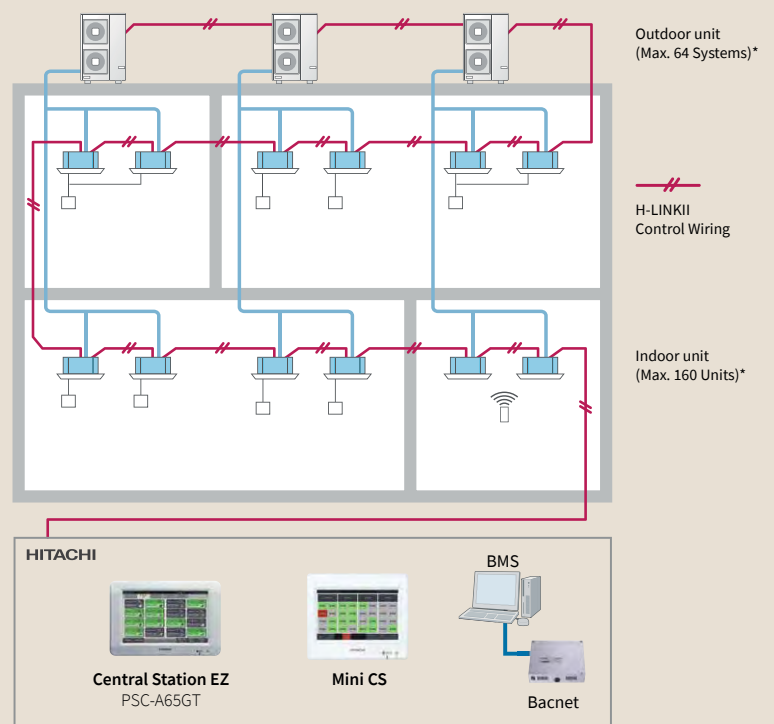 Outdoor unit
(Max. 64 Systems)*
H-LINKII
Control Wiring
Indoor unit
(Max. 160 Units)*
HITACHI
BMS
Central Station EZ
PSC-A65GT
Mini CS
Bacnet